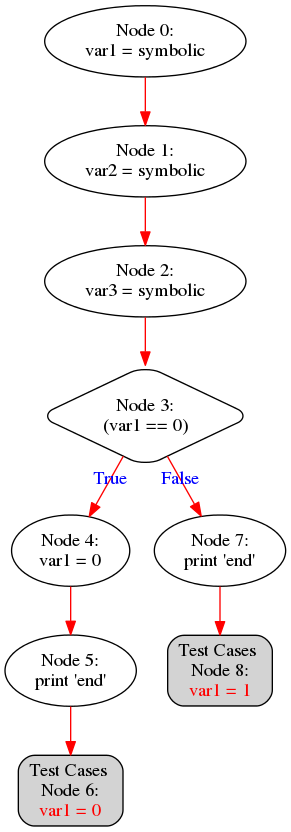 Node 0:
var1 = symbolic
Node 1:
var2 = symbolic
Node 2:
var3 = symbolic
Node 3:
(var1 == 0)
True
False
Node 4:
var1 = 0
Node 7:
print 'end'
Node 5:
print 'end'
Test Cases
Node 8:
var1 = 1
Test Cases
Node 6:
var1 = 0